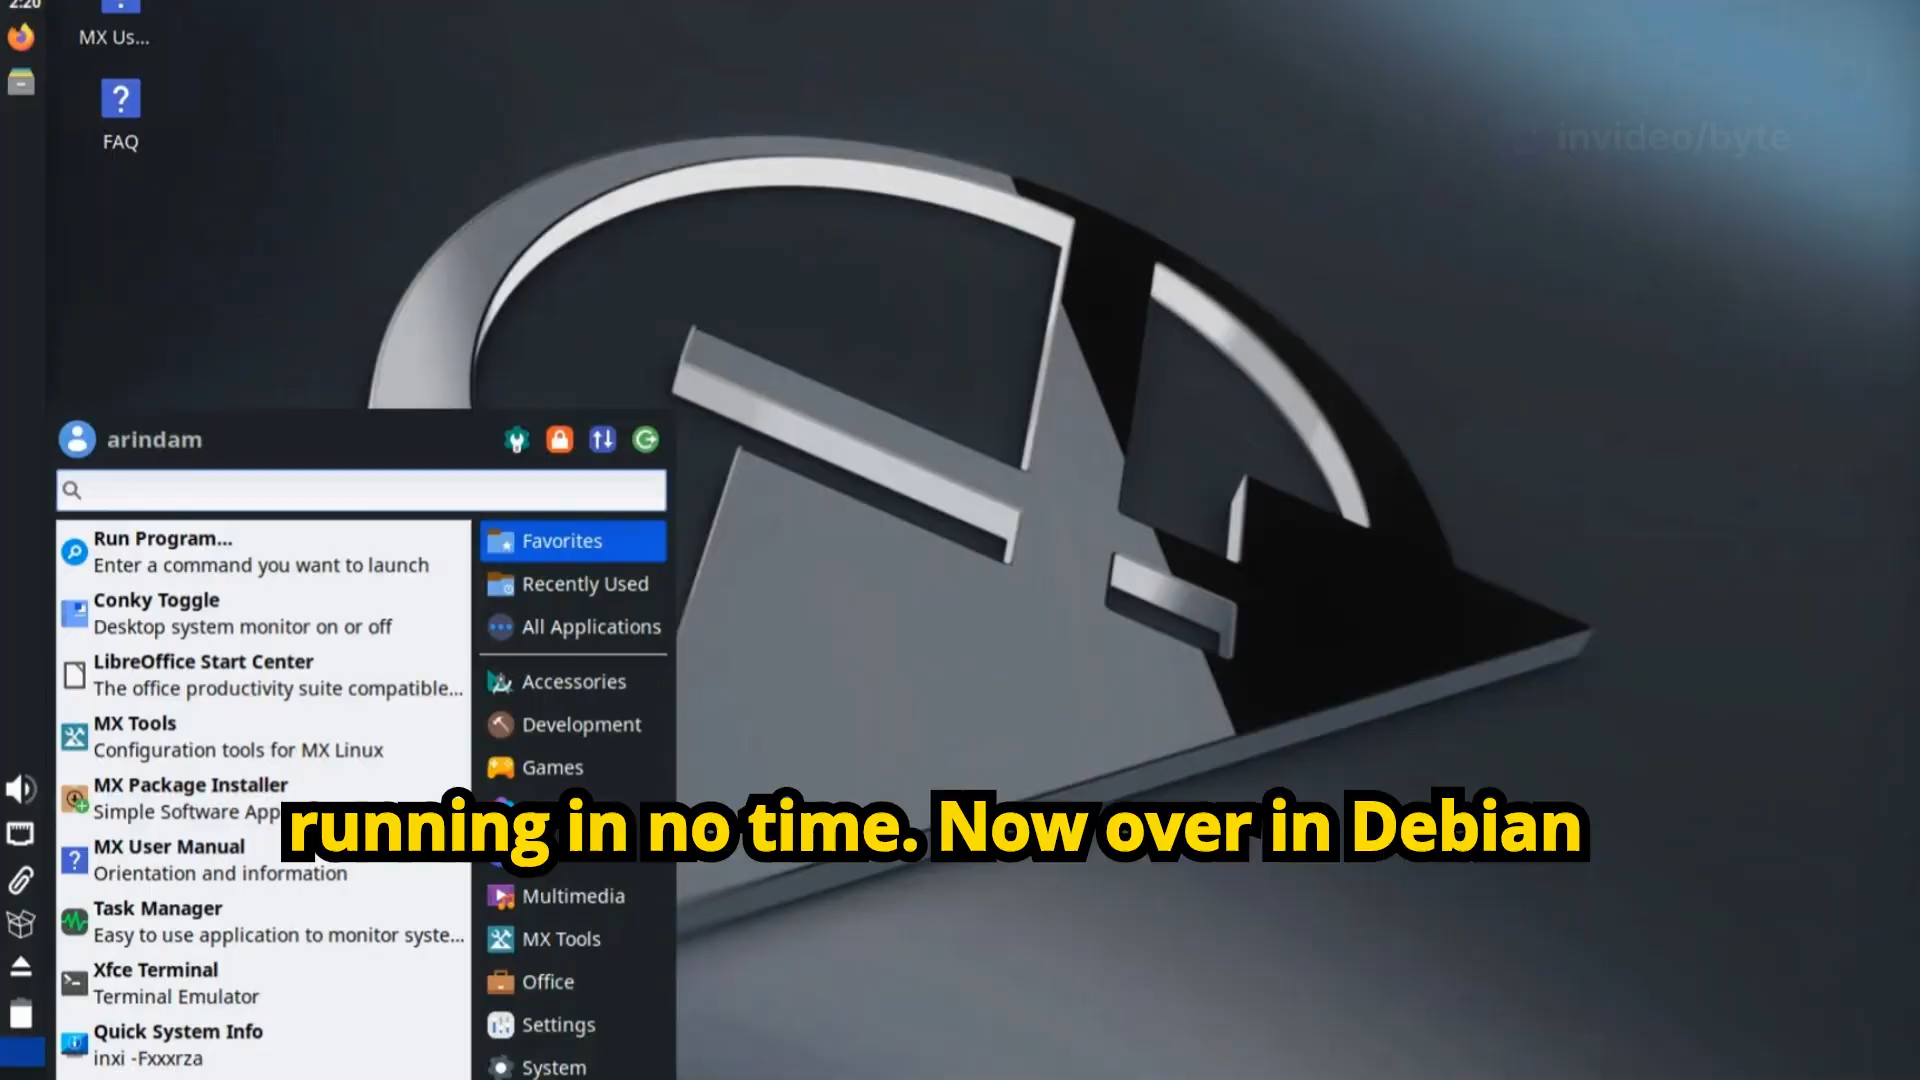 2:20
MX Us...
FAQ
invideo/byte
arindam
Run Program...
Enter a command you want to launch
Conky Toggle
Desktop system monitor on or off
LibreOffice Start Center
The office productivity suite compatible...
MX Tools
Configuration tools for MX Linux
MX Package Installer
Simple Software App
MX User Manual
Orientation and information
Task Manager
Easy to use application to monitor syste...
Xfce Terminal
Terminal Emulator
Quick System Info
inxi -Fxxxrza
Favorites
Recently Used
All Applications
Accessories
Development
Games
Multimedia
MX Tools
Office
Settings
System
running in no time. Now over in Debian